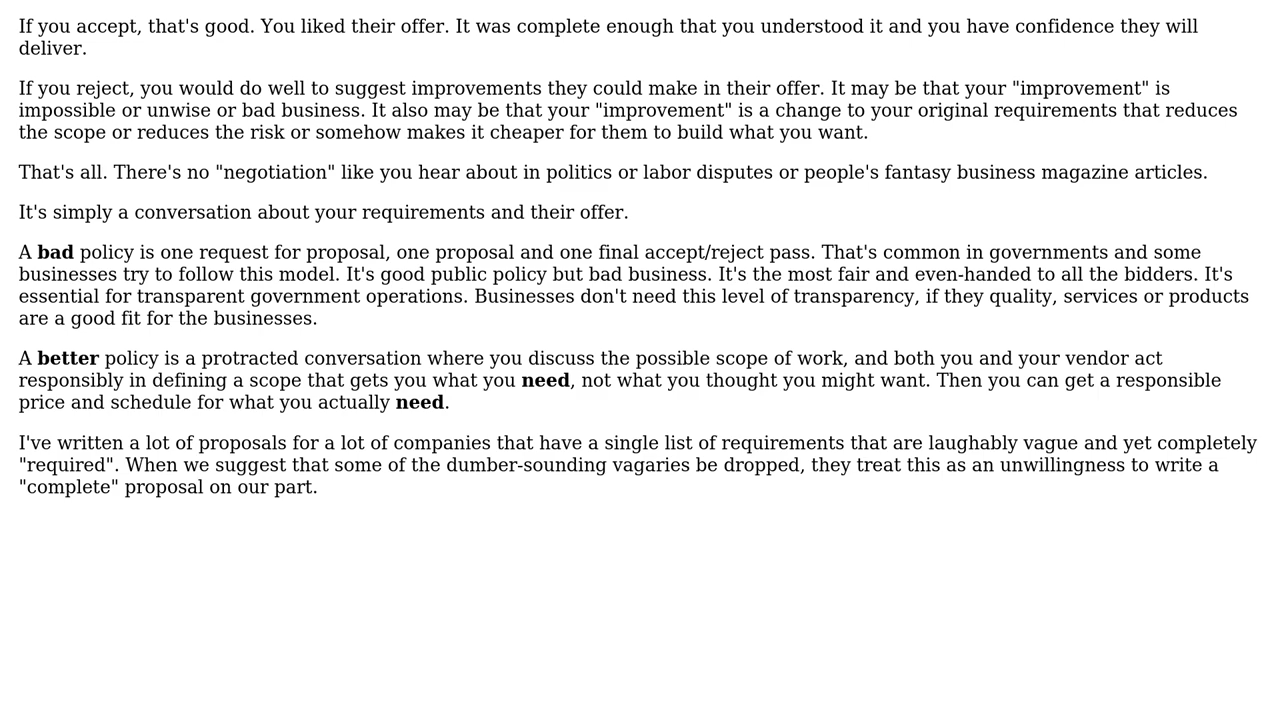 If you accept, that's good. You liked their offer. It was complete enough that you understood it and you have confidence they will
deliver.
If you reject, you would do well to suggest improvements they could make in their offer. It may be that your "improvement" is
impossible or unwise or bad business. It also may be that your "improvement" is a change to your original requirements that reduces
the scope or reduces the risk or somehow makes it cheaper for them to build what you want.
That's all. There's no "negotiation" like you hear about in politics or labor disputes or people's fantasy business magazine articles.
It's simply a conversation about your requirements and their offer.
A bad policy is one request for proposal, one proposal and one final accept/reject pass. That's common in governments and some
businesses try to follow this model. It's good public policy but bad business. It's the most fair and even-handed to all the bidders. It's
essential for transparent government operations. Businesses don't need this level of transparency, if they quality, services or products
are a good fit for the businesses.
A better policy is a protracted conversation where you discuss the possible scope of work, and both you and your vendor act
responsibly in defining a scope that gets you what you need, not what you thought you might want. Then you can get a responsible
price and schedule for what you actually need.
I've written a lot of proposals for a lot of companies that have a single list of requirements that are laughably vague and yet completely
"required". When we suggest that some of the dumber-sounding vagaries be dropped, they treat this as an unwillingness to write a
"complete" proposal on our part.